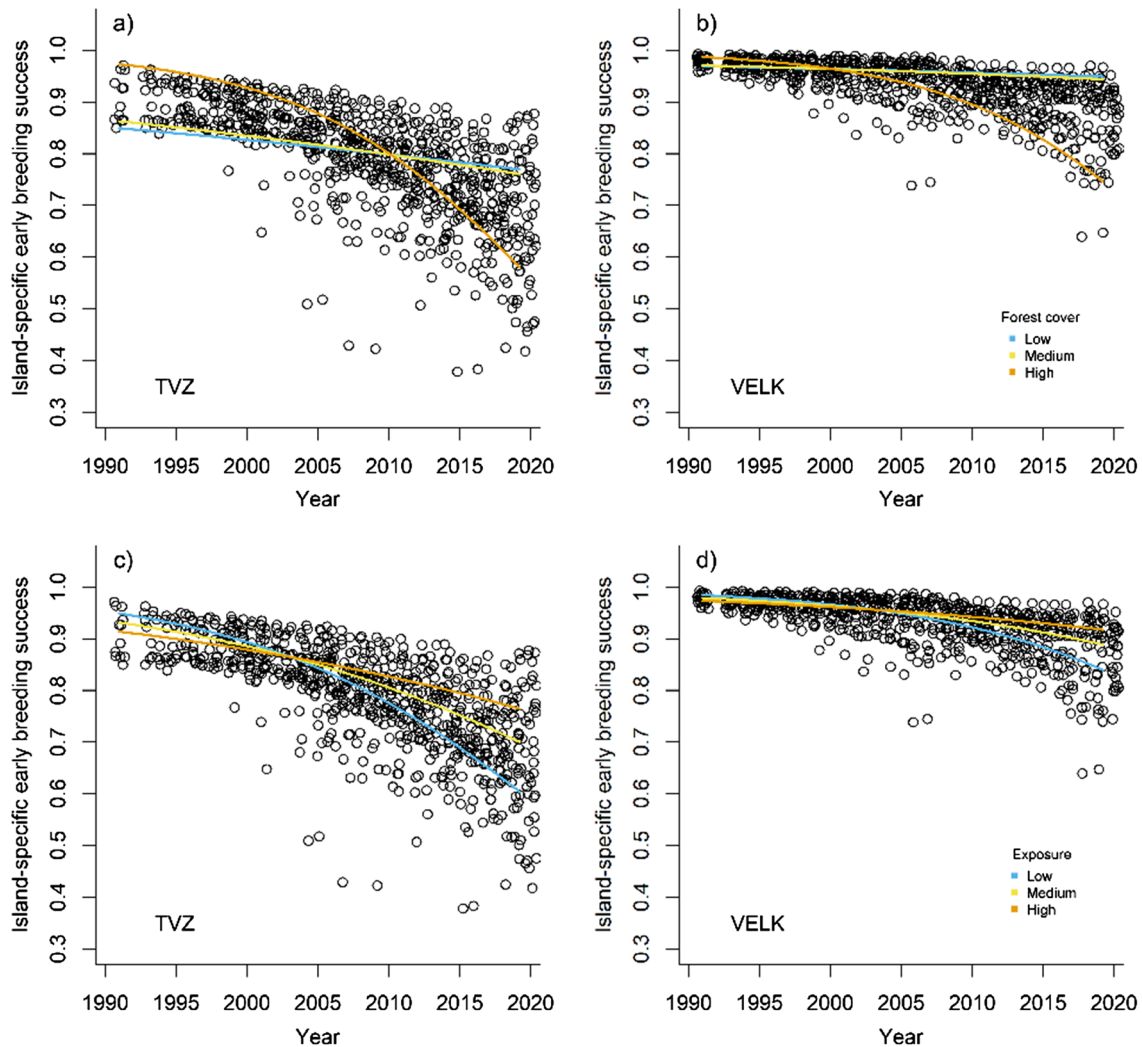 a)
Island-specific early breeding success
1.0
0.9
0.8
0.7
0.6
0.5
0.4
0.3
TVZ
1990 1995 2000 2005 2010 2015 2020
Year
b)
Island-specific early breeding success
1.0
0.9
0.8
0.7
0.6
0.5
0.4
0.3
Forest cover
Low
Medium
High
VELK
1990 1995 2000 2005 2010 2015 2020
Year
c)
Island-specific early breeding success
1.0
0.9
0.8
0.7
0.6
0.5
0.4
0.3
TVZ
1990 1995 2000 2005 2010 2015 2020
Year
d)
Island-specific early breeding success
1.0
0.9
0.8
0.7
0.6
0.5
0.4
0.3
Exposure
Low
Medium
High
VELK
1990 1995 2000 2005 2010 2015 2020
Year